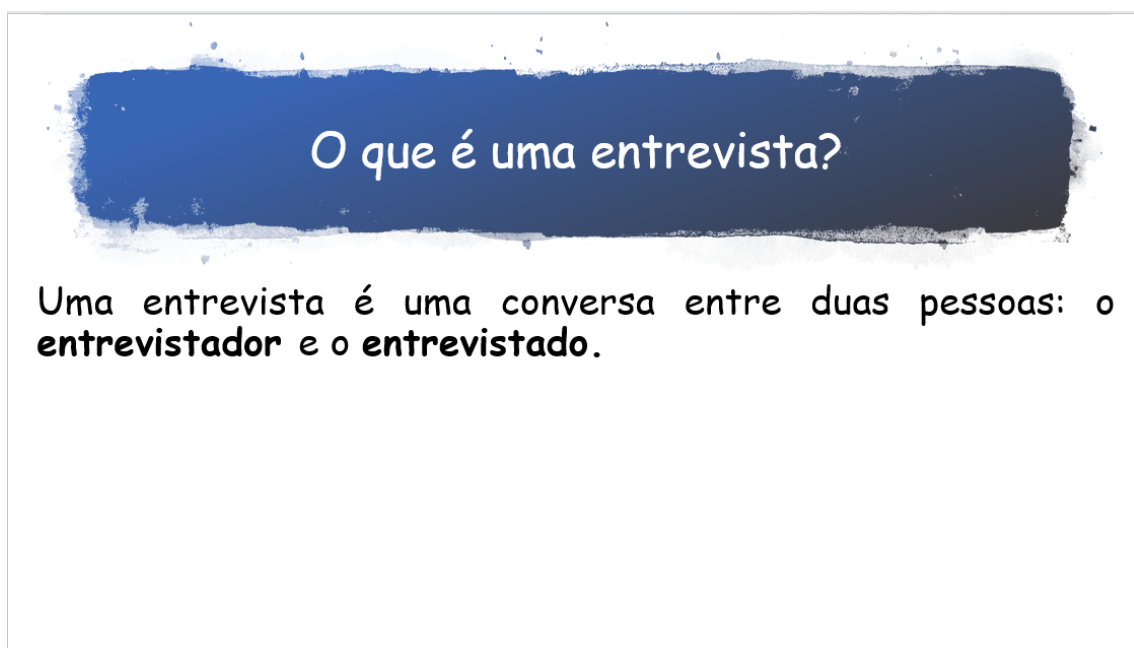 O que é uma entrevista?
Uma entrevista é uma conversa entre duas pessoas: o
entrevistador e o entrevistado.